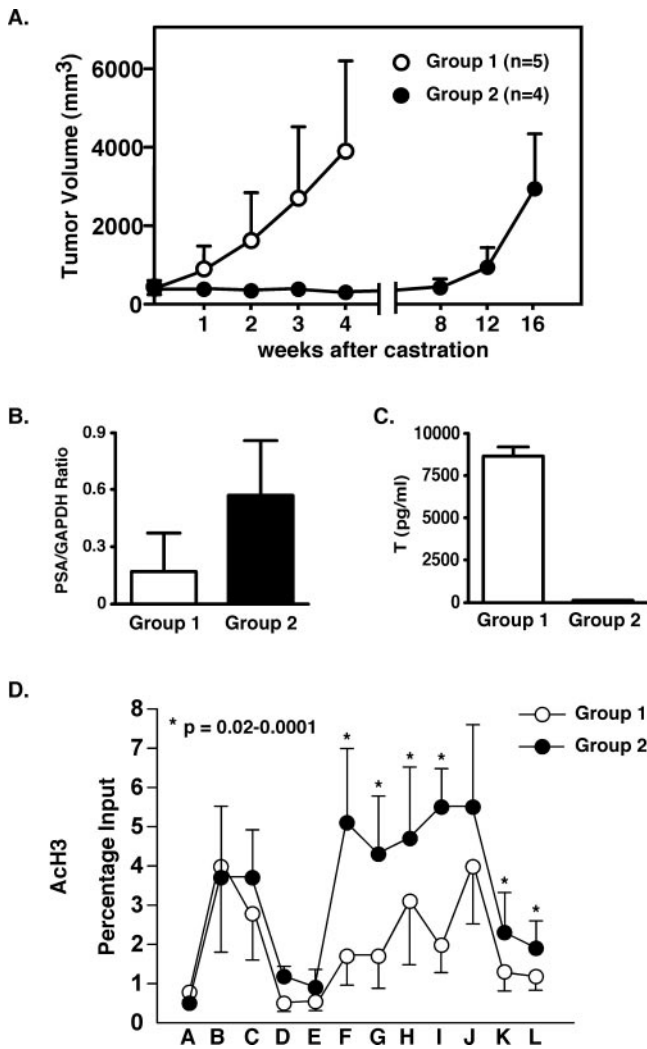 A.
Tumor Volume (mm3)
6000
4000
2000
0
Group 1 (n=5)
Group 2 (n=4)
1 2 3 4 8 12 16
weeks after castration
B.
PSA/GAPDH Ratio
0.9
0.6
0.3
0
Group 1 Group 2
C.
T (pg/ml)
10000
7500
5000
2500
0
Group 1 Group 2
D.
AcH3
Percentage Input
8
7
6
5
4
3
2
1
0
* p = 0.02-0.0001
Group 1
Group 2
* * * * * *
A B C D E F G H I J K L